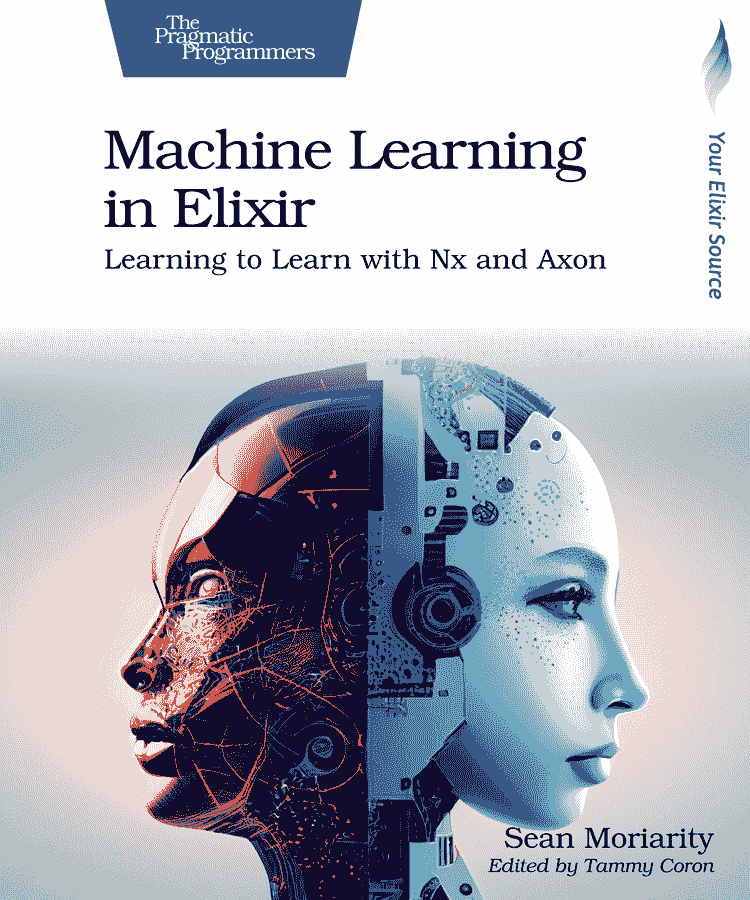 The
Pragmatic
Programmers
Machine Learning
in Elixir
Learning to Learn with Nx and Axon
Your Elixir Source
Sean Moriarity
Edited by Tammy Coron